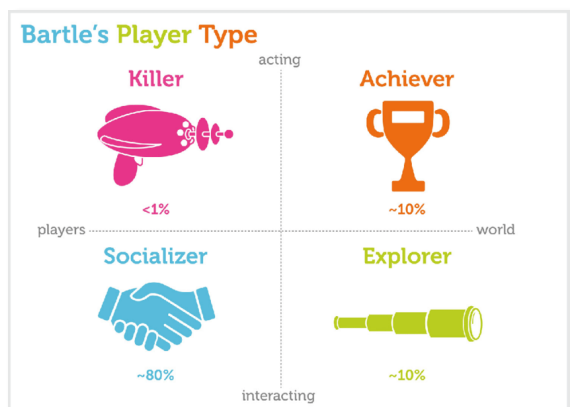 Bartle's Player Type
acting
Killer
Achiever
<1%
~10%
players
world
Socializer
Explorer
~80%
~10%
interacting